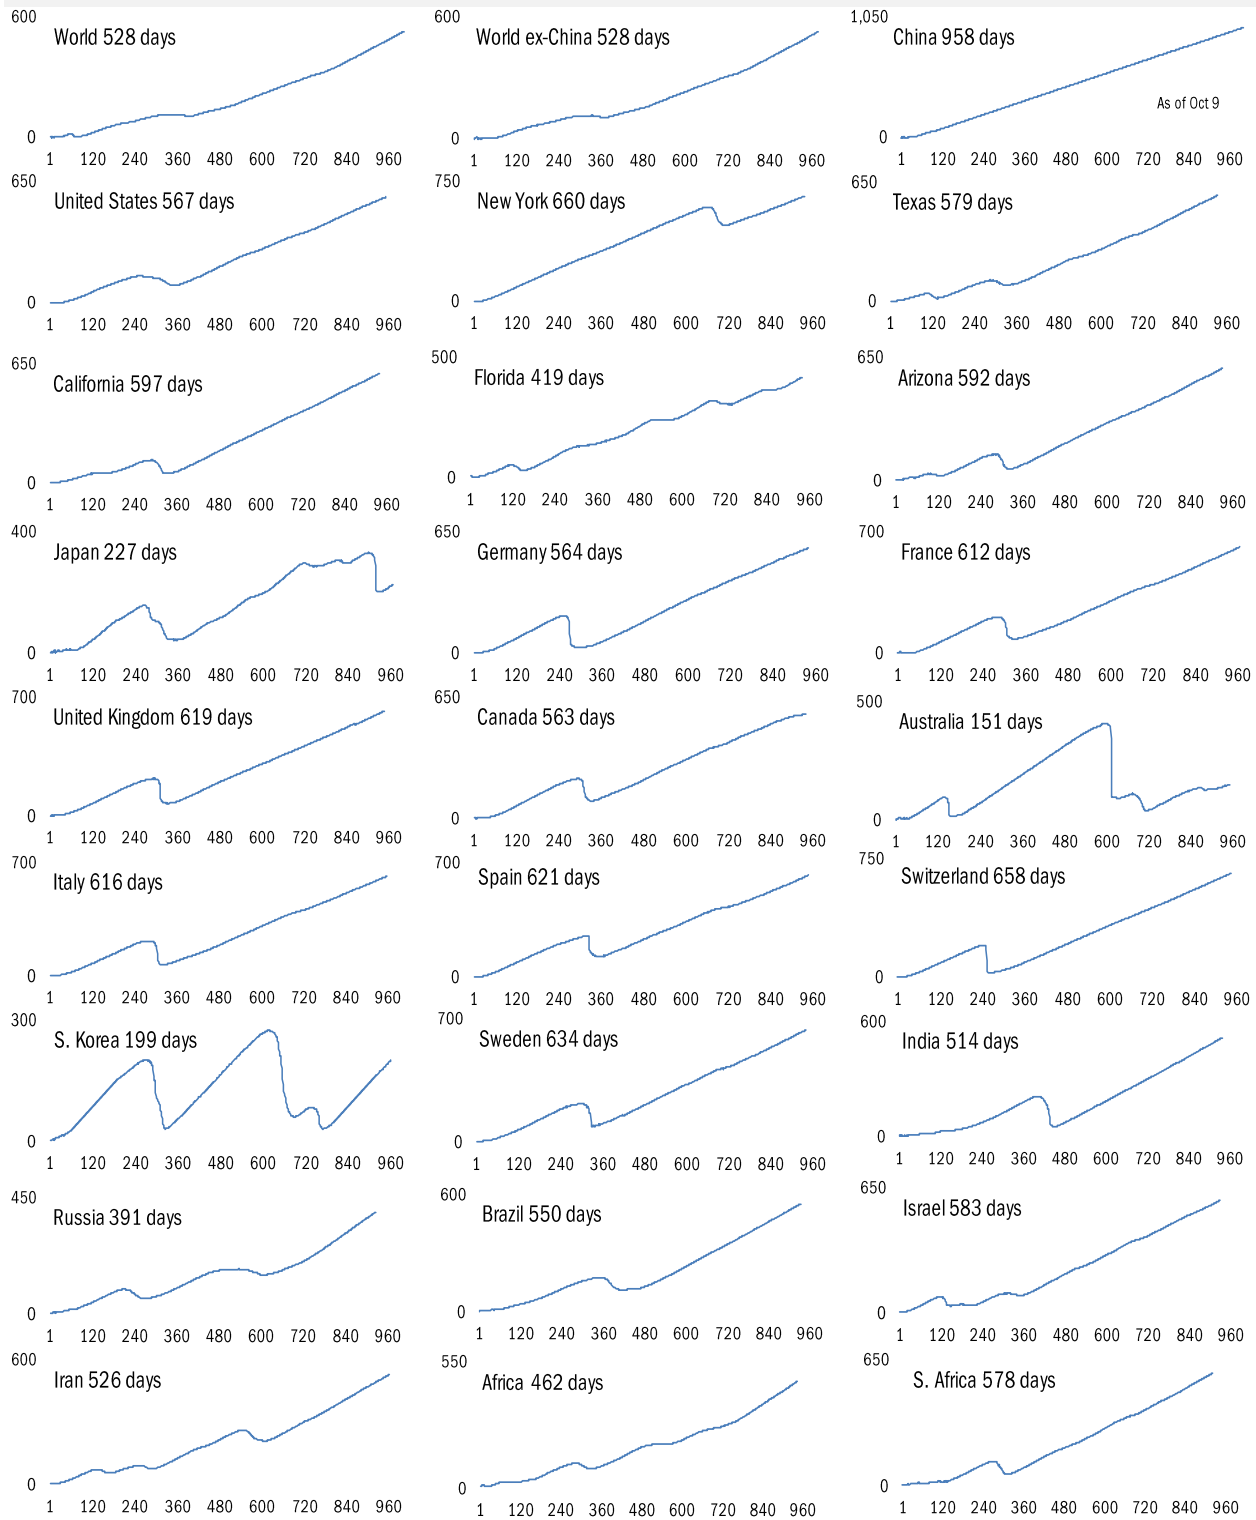 600 600 1,050
World 528 days World ex-China 528 days China 958 days
As of Oct 9
0 0 0
1 120 240 360 480 600 720 840 960 1 120 240 360 480 600 720 840 960 1 120 240 360 480 600 720 840 960
650 750 650
United States 567 days New York 660 days Texas 579 days
0 0 0
1 120 240 360 480 600 720 840 960 1 120 240 360 480 600 720 840 960 1 120 240 360 480 600 720 840 960
650 500 650
California 597 days Florida 419 days Arizona 592 days
0 0 0
1 120 240 360 480 600 720 840 960 1 120 240 360 480 600 720 840 960 1 120 240 360 480 600 720 840 960
400 650 700
Japan 227 days Germany 564 days France 612 days
0 0 0
1 120 240 360 480 600 720 840 960 1 120 240 360 480 600 720 840 960 1 120 240 360 480 600 720 840 960
700 650 500
United Kingdom 619 days Canada 563 days Australia 151 days
0 0 0
1 120 240 360 480 600 720 840 960 1 120 240 360 480 600 720 840 960 1 120 240 360 480 600 720 840 960
700 700 750
Italy 616 days Spain 621 days Switzerland 658 days
0 0 0
1 120 240 360 480 600 720 840 960 1 120 240 360 480 600 720 840 960 1 120 240 360 480 600 720 840 960
300 700 600
S. Korea 199 days Sweden 634 days India 514 days
0 0 0
1 120 240 360 480 600 720 840 960 1 120 240 360 480 600 720 840 960 1 120 240 360 480 600 720 840 960
450 600 650
Russia 391 days Brazil 550 days Israel 583 days
0 0 0
1 120 240 360 480 600 720 840 960 1 120 240 360 480 600 720 840 960 1 120 240 360 480 600 720 840 960
600 550 650
Iran 526 days Africa 462 days S. Africa 578 days
0 0 0
1 120 240 360 480 600 720 840 960 1 120 240 360 480 600 720 840 960 1 120 240 360 480 600 720 840 960